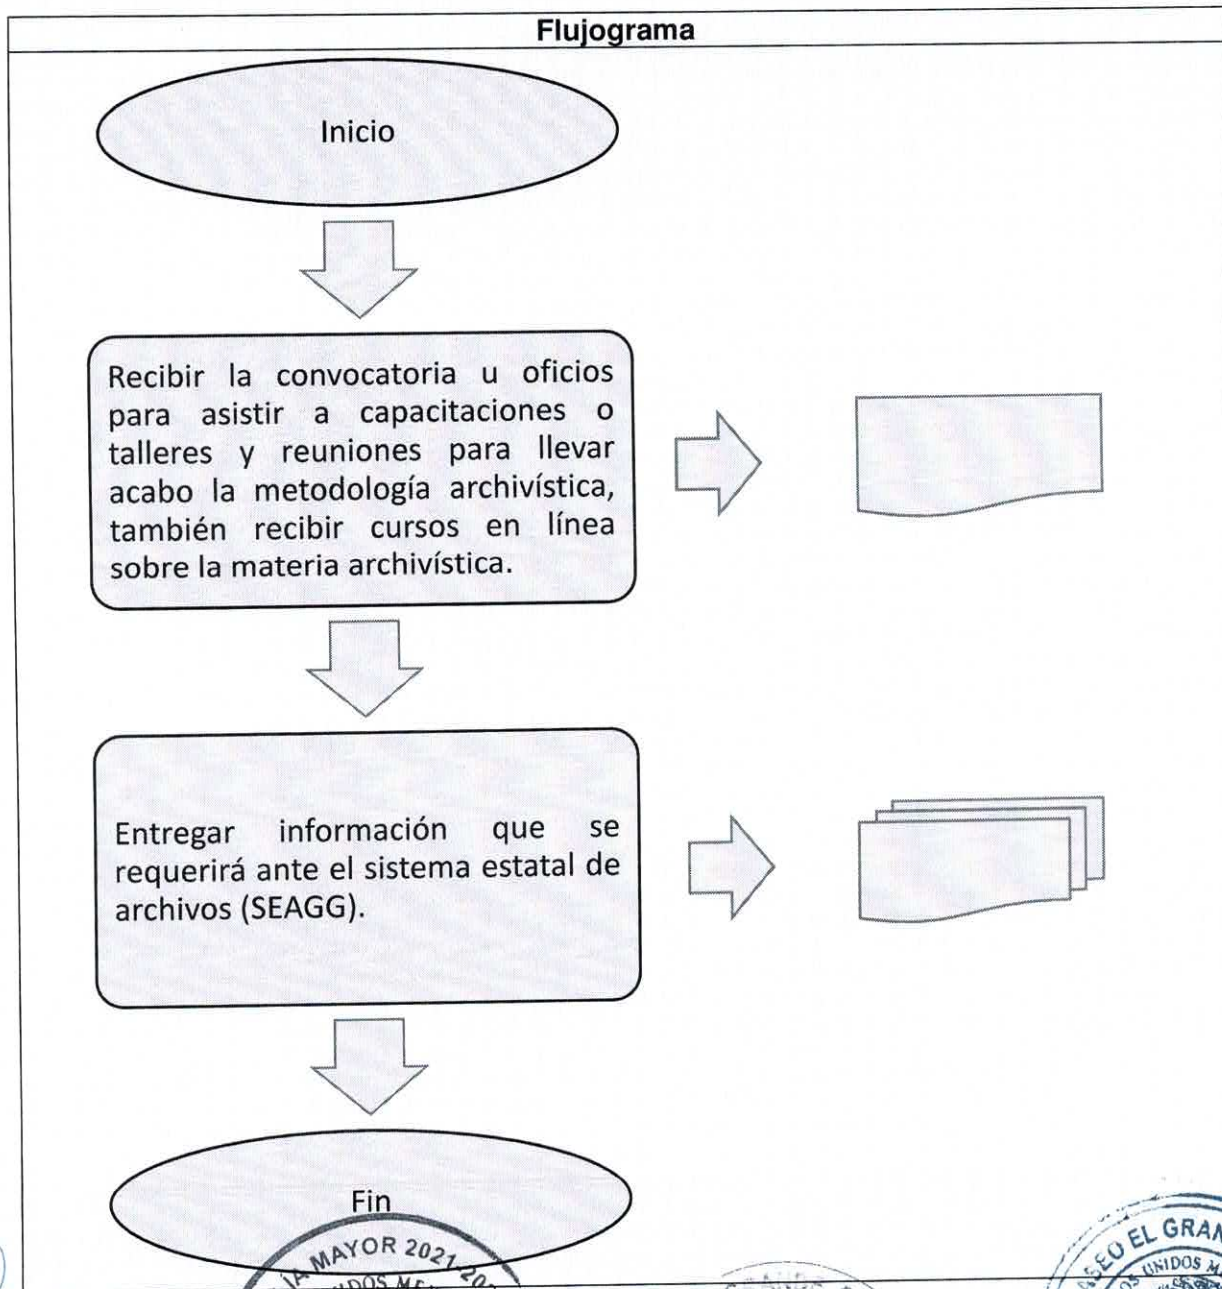 Flujograma
Inicio
Recibir la convocatoria u oficios
para asistir a capacitaciones o
talleres y reuniones para llevar
acabo la metodología archivística,
también recibir cursos en línea
sobre la materia archivística.
Entregar información que se
requerirá ante el sistema estatal de
archivos (SEAGG).
Fin
MAYOR 2021-20
EL GRAN
UNIDOS M